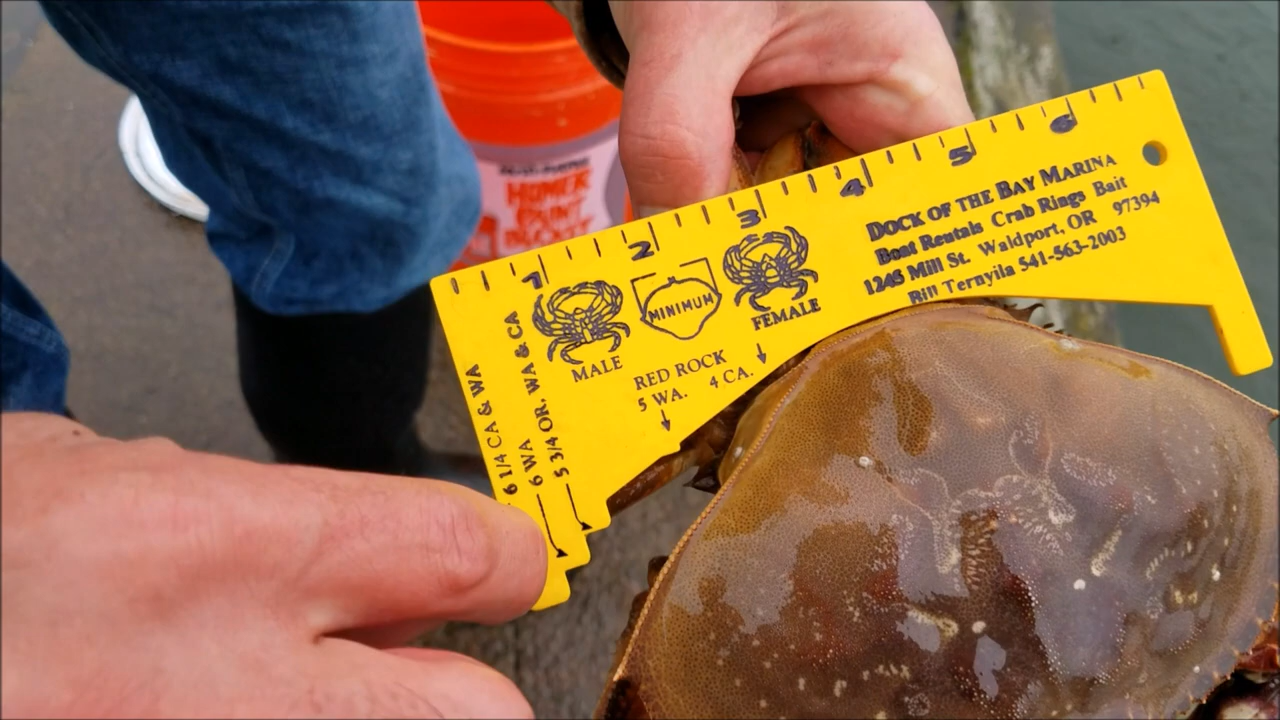 1 2 3 4 5 6
DOCK OF THE BAY MARINA
Boat Rentals Crab Rings Bait
1245 Mill St. Waldport, OR 97394
Bill Ternyila 541-563-2003
MALE
MINIMUM
FEMALE
RED ROCK
5 WA. 4 CA.
6 1/4 CA & WA
6 WA
5 3/4 OR, WA & CA
HOMER
BUCKET